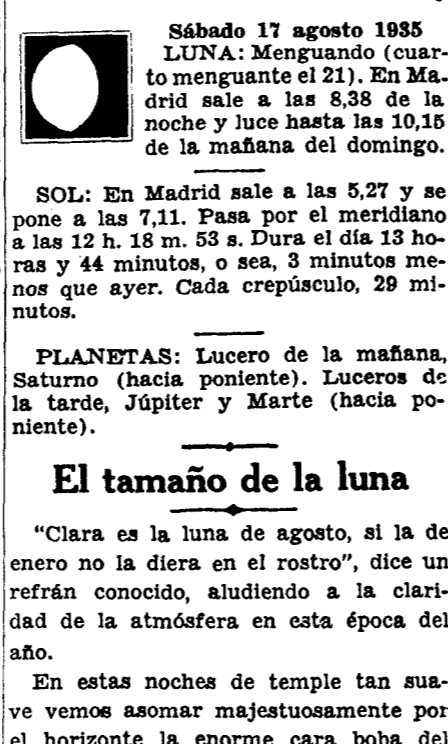 Sábado 17 agosto 1935
LUNA: Menguando (cuar-
to menguante el 21). En Ma-
drid sale a las 8,38 de la
noche y luce hasta las 10,15
de la mañana del domingo.
SOL: En Madrid sale a las 5,27 y se
pone a las 7,11. Pasa por el meridiano
a las 12 h. 18 m. 53 s. Dura el día 13 ho-
ras y 44 minutos, o sea, 3 minutos me-
nos que ayer. Cada crepúsculo, 29 mi-
nutos.
PLANETAS: Lucero de la mañana,
Saturno (hacia poniente). Luceros de
la tarde, Júpiter y Marte (hacia po-
niente).
El tamaño de la luna
"Clara es la luna de agosto, si la de
enero no la diera en el rostro", dice un
refrán conocido, aludiendo a la clari-
dad de la atmósfera en esta época del
año.
En estas noches de temple tan sua-
ve vemos asomar majestuosamente por
el horizonte la enorme cara boba de